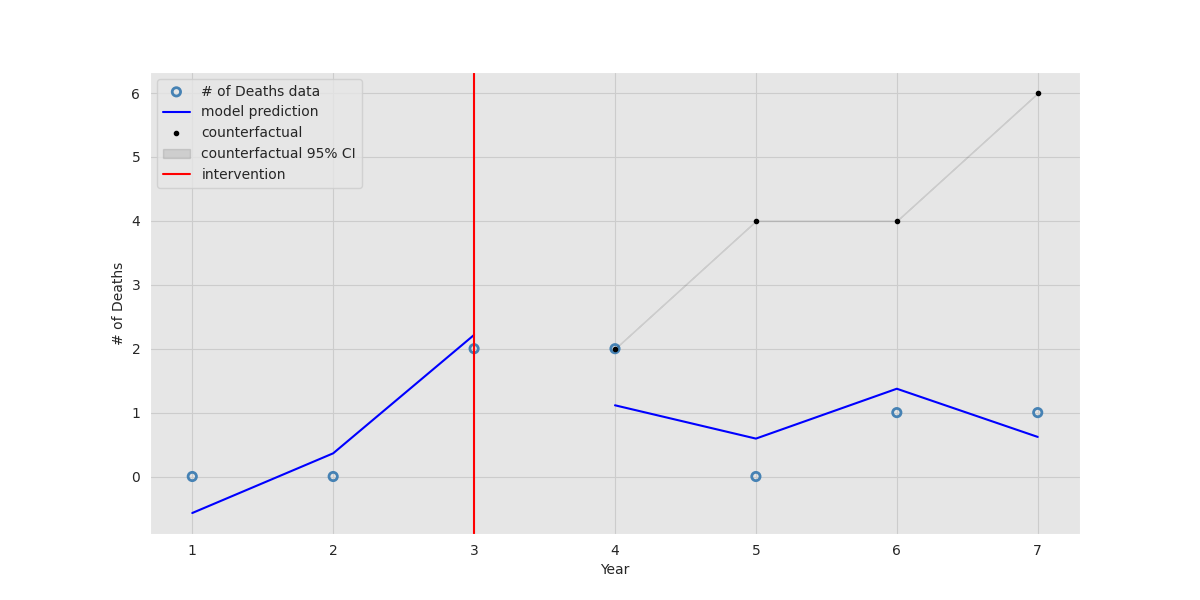 # of Deaths data
model prediction
counterfactual
counterfactual 95% CI
intervention
# of Deaths
6
5
4
3
2
1
0
1 2 3 4 5 6 7
Year